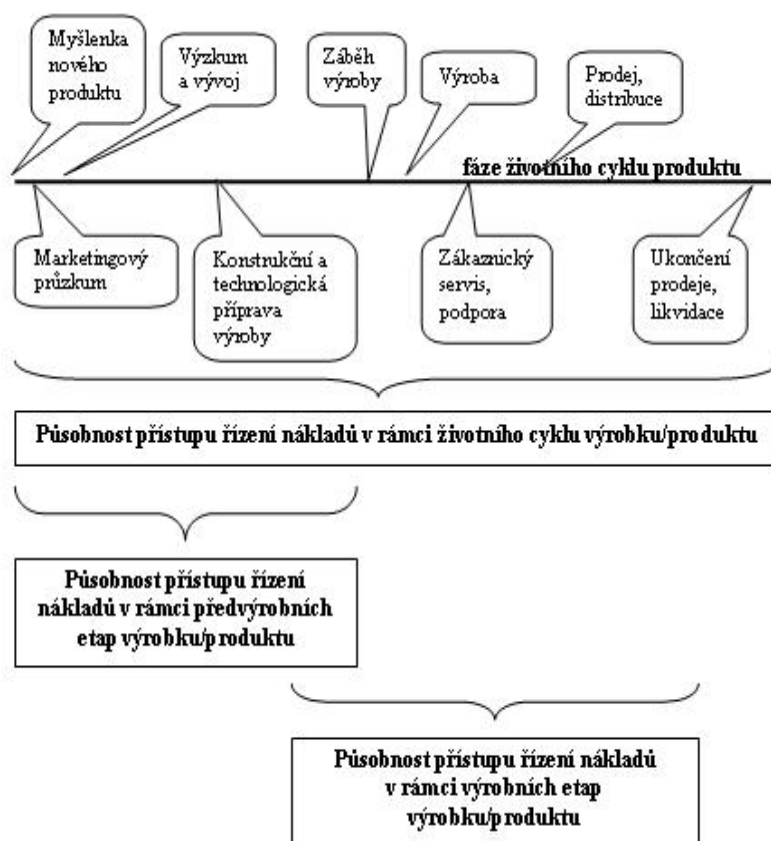 Myšlenka
nového
produktu
Výzkum
a vývoj
Záběh
výroby
Výroba
Prodej,
distribuce
fáze životního cyklu produktu
Marketingový
průzkum
Konstrukční a
technologická
příprava
výroby
Zákaznický
servis,
podpora
Ukončení
prodeje,
likvidace
Působnost přístupu řízení nákladů v rámci životního cyklu výrobku/produktu
Působnost přístupu řízení
nákladů v rámci předvýrobních
etap výrobku/produktu
Působnost přístupu řízení nákladů
v rámci výrobních etap
výrobku/produktu